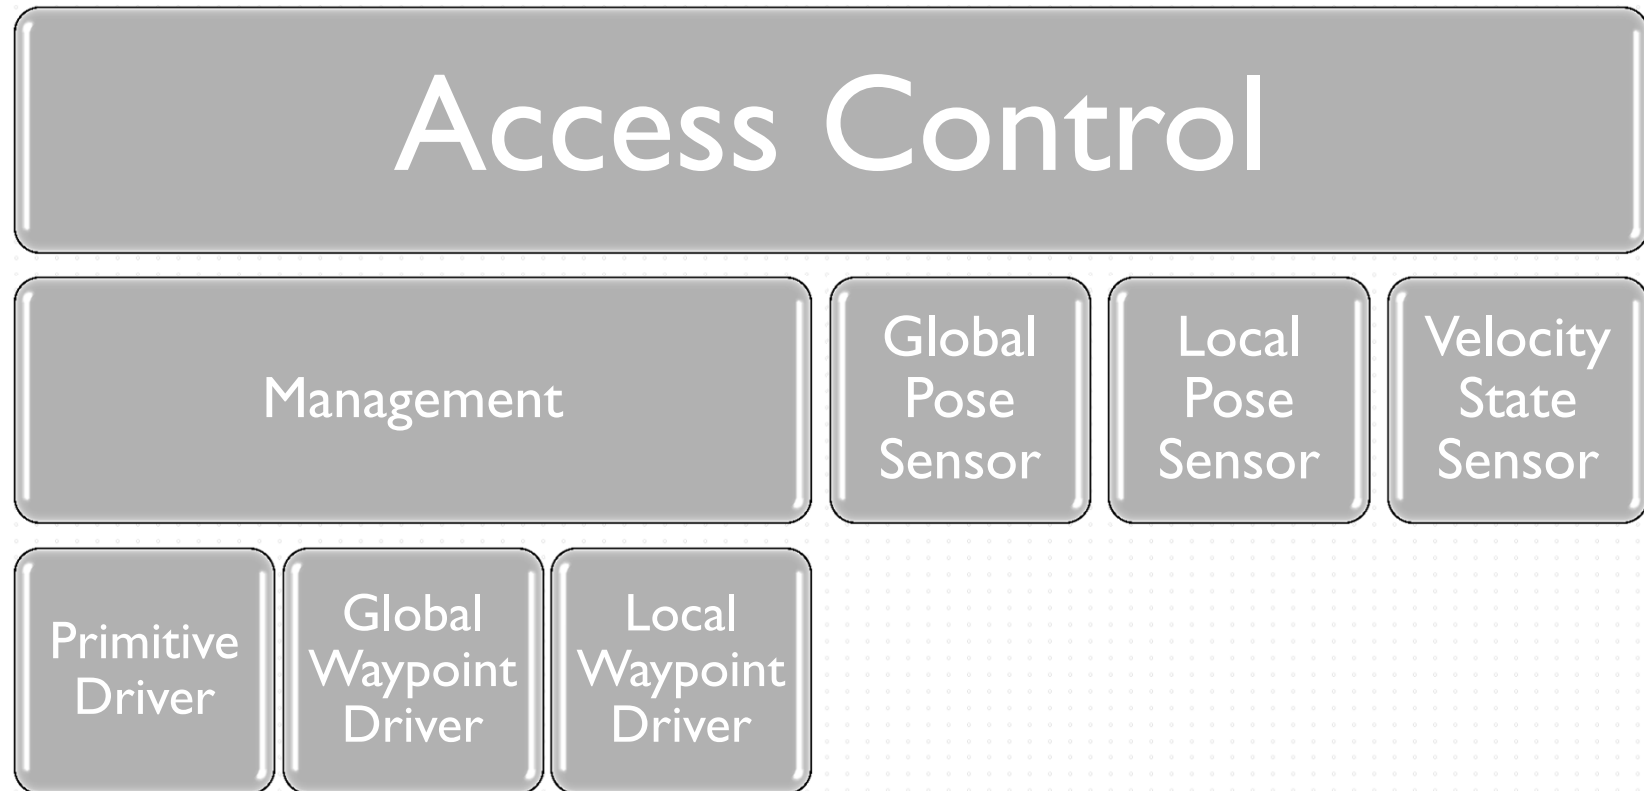 Access Control
Management
Global
Pose
Sensor
Local
Pose
Sensor
Velocity
State
Sensor
Primitive
Driver
Global
Waypoint
Driver
Local
Waypoint
Driver